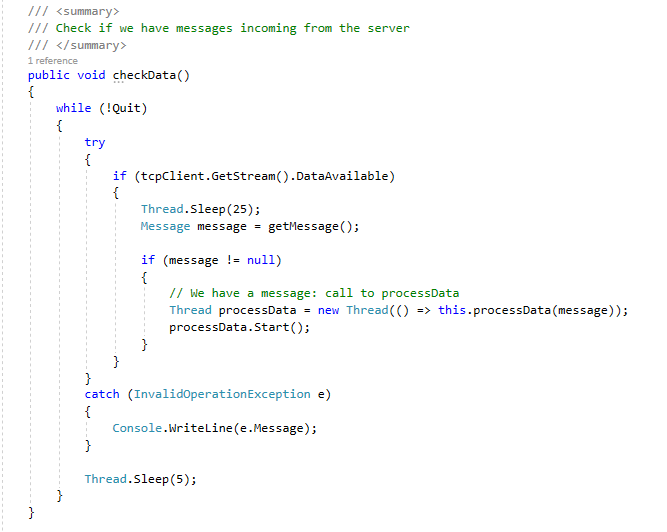 /// <summary>
/// Check if we have messages incoming from the server
/// </summary>
1 reference
public void checkData()
{
    while (!Quit)
    {
        try
        {
            if (tcpClient.GetStream().DataAvailable)
            {
                Thread.Sleep(25);
                Message message = getMessage();

                if (message != null)
                {
                    // We have a message: call to processData
                    Thread processData = new Thread(() => this.processData(message));
                    processData.Start();
                }
            }
        }
        catch (InvalidOperationException e)
        {
            Console.WriteLine(e.Message);
        }

        Thread.Sleep(5);
    }
}